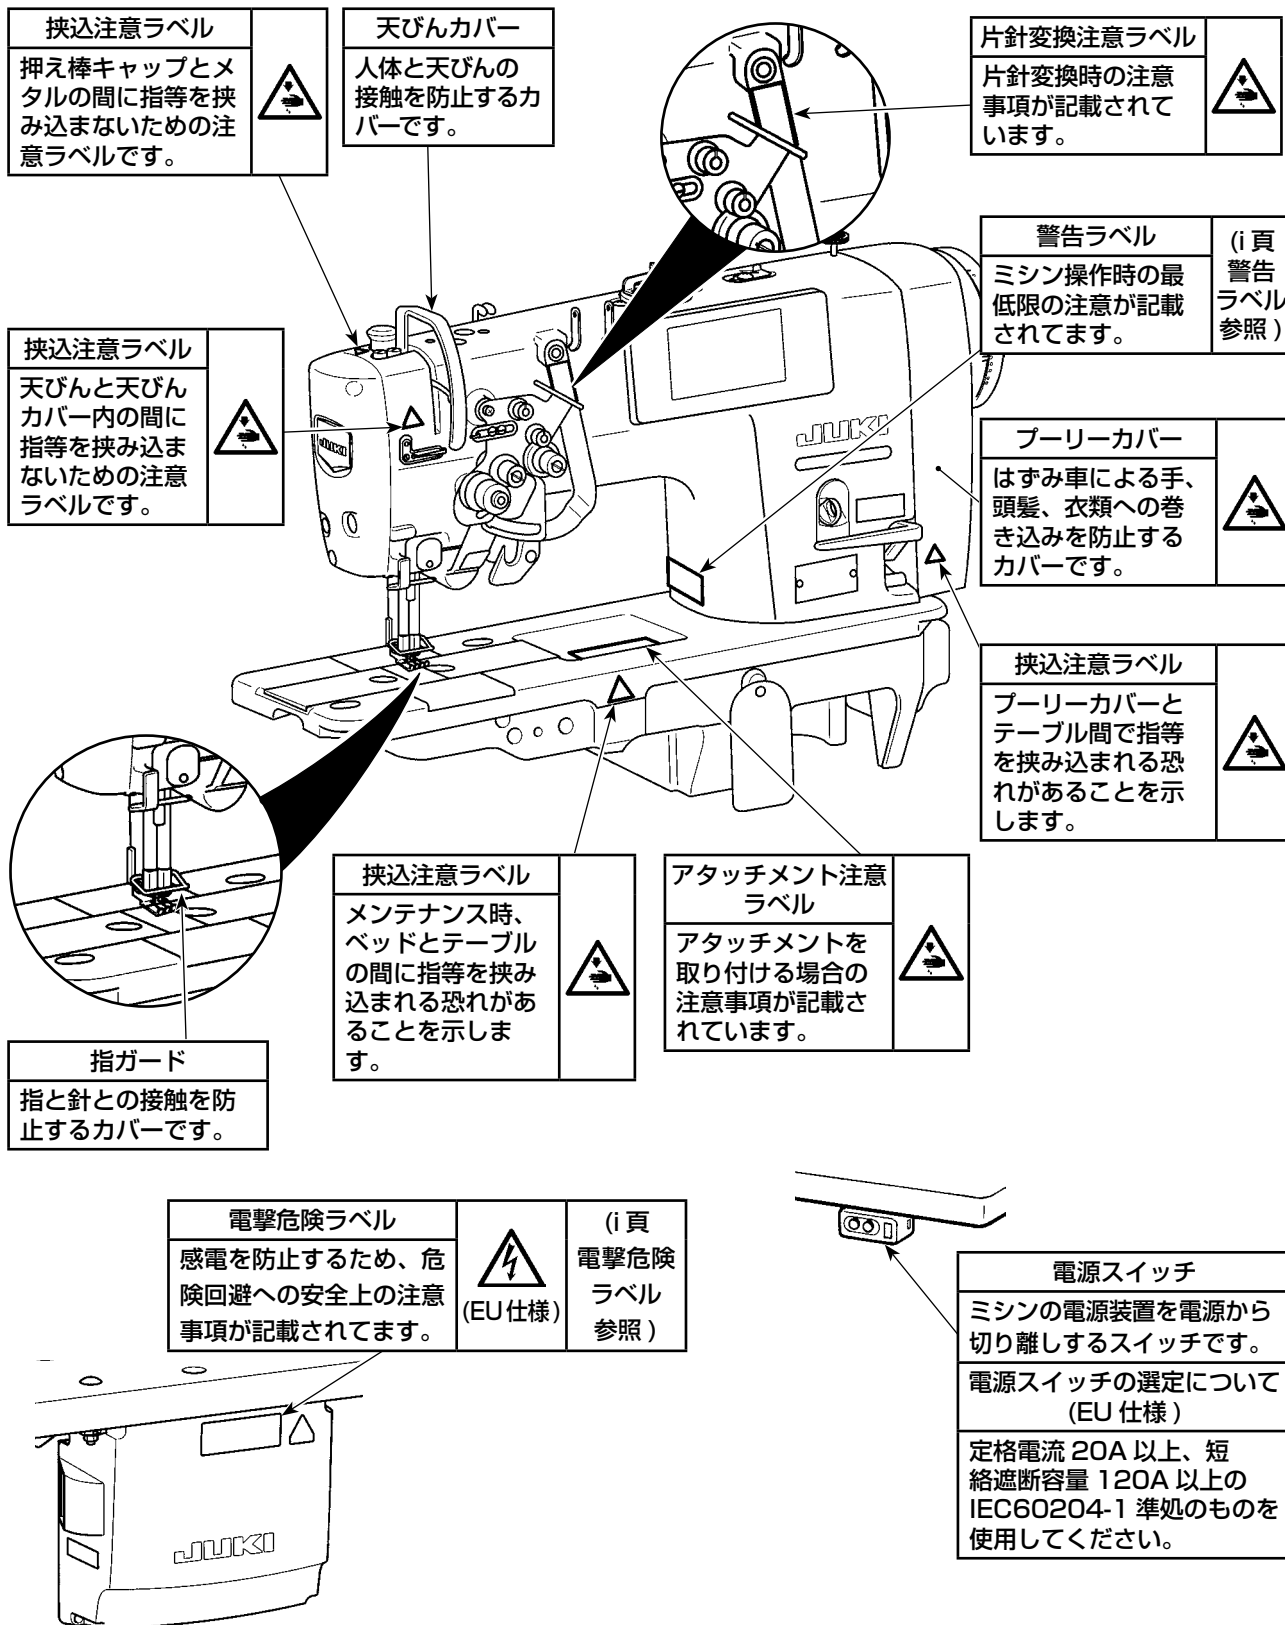 挟込注意ラベル
押え棒キャップとメ
タルの間に指等を挟
み込まないための注
意ラベルです。
天びんカバー
人体と天びんの
接触を防止するカ
バーです。
片針変換注意ラベル
片針変換時の注意
事項が記載されて
います。
警告ラベル
ミシン操作時の最
低限の注意が記載
されてます。
(i 頁
警告
ラベル
参照 )
挟込注意ラベル
天びんと天びん
カバー内の間に
指等を挟み込ま
ないための注意
ラベルです。
JUKI
JUKI
プーリーカバー
はずみ車による手、
頭髪、衣類への巻
き込みを防止する
カバーです。
挟込注意ラベル
プーリーカバーと
テーブル間で指等
を挟み込まれる恐
れがあることを示
します。
挟込注意ラベル
メンテナンス時、
ベッドとテーブル
の間に指等を挟み
込まれる恐れがあ
ることを示しま
す。
アタッチメント注意
ラベル
アタッチメントを
取り付ける場合の
注意事項が記載さ
れています。
指ガード
指と針との接触を防
止するカバーです。
電撃危険ラベル
感電を防止するため、危
険回避への安全上の注意
事項が記載されてます。
(EU 仕様 )
(i 頁
電撃危険
ラベル
参照 )
JUKI
電源スイッチ
ミシンの電源装置を電源から
切り離しするスイッチです。
電源スイッチの選定について
(EU 仕様 )
定格電流 20A 以上、短
絡遮断容量 120A 以上の
IEC60204-1 準処のものを
使用してください。